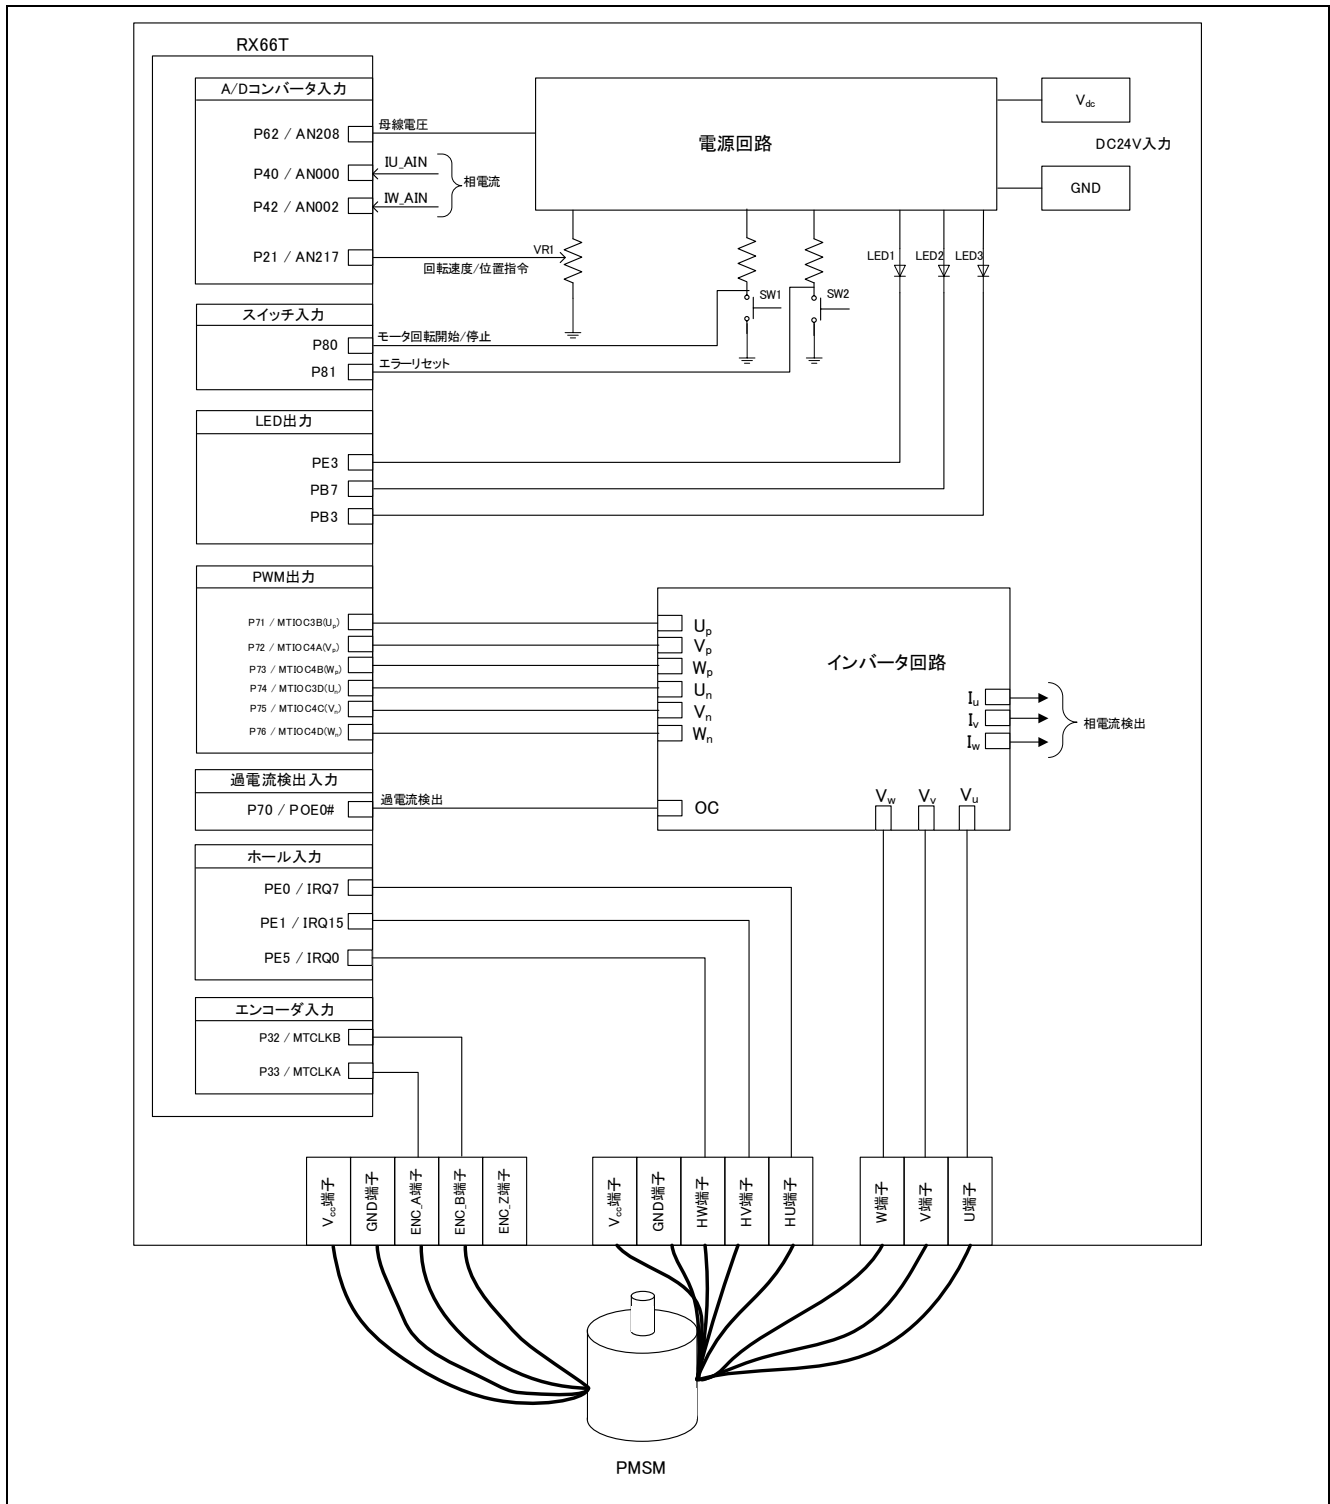 RX66T
A/Dコンバータ入力
P62 / AN208
P40 / AN000
P42 / AN002
P21 / AN217
母線電圧
IU_AIN
IW_AIN
相電流
VR1
回転速度/位置指令
電源回路
Vdc
DC24V入力
GND
LED1
LED2
LED3
SW1
SW2
スイッチ入力
P80
P81
モータ回転開始/停止
エラーリセット
LED出力
PE3
PB7
PB3
PWM出力
P71 / MTIOC3B(Up)
P72 / MTIOC4A(Vp)
P73 / MTIOC4B(Wp)
P74 / MTIOC3D(Un)
P75 / MTIOC4C(Vn)
P76 / MTIOC4D(Wn)
Up
Vp
Wp
Un
Vn
Wn
インバータ回路
Iu
Iv
Iw
相電流検出
過電流検出入力
P70 / POE0#
過電流検出
OC
Vw
Vv
Vu
ホール入力
PE0 / IRQ7
PE1 / IRQ15
PE5 / IRQ0
エンコーダ入力
P32 / MTCLKB
P33 / MTCLKA
Vcc端子
GND端子
ENC_A端子
ENC_B端子
ENC_Z端子
Vcc端子
GND端子
HW端子
HV端子
HU端子
W端子
V端子
U端子
PMSM